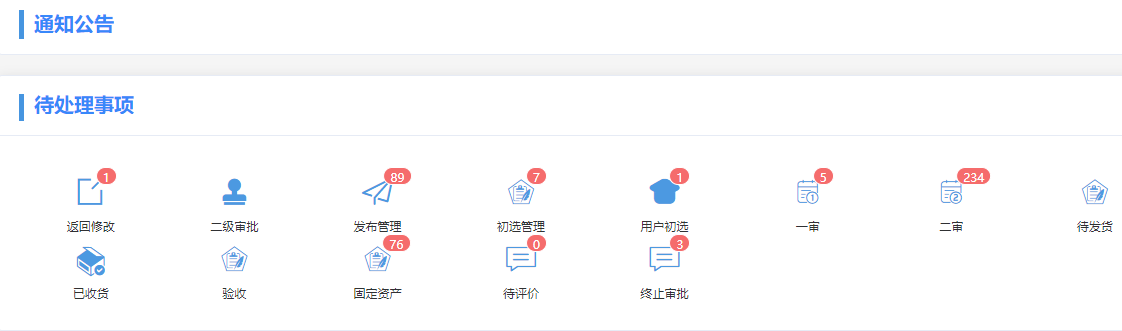 通知公告
待处理事项
1 89 7 1 5 234
返回修改 二级审批 发布管理 初选管理 用户初选 一审 二审 待发货
76 0 3
已收货 验收 固定资产 待评价 终止审批